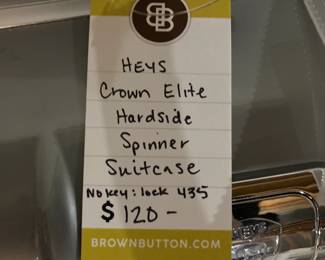 HEYS
Crown Elite
Hardside
Spinner
Suitcase
No key: lock 435
$120-
BROWNBUTTON.COM